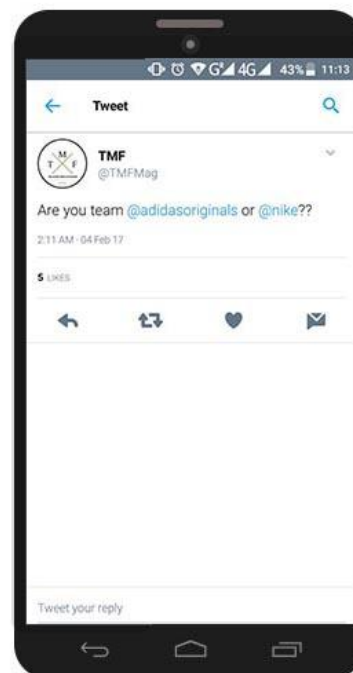 G 4G 43% 11:13
Tweet
T M F
TMF
@TMFMag
Are you team @adidasoriginals or @nike??
2:11 AM - 04 Feb 17
5 LIKES
Tweet your reply